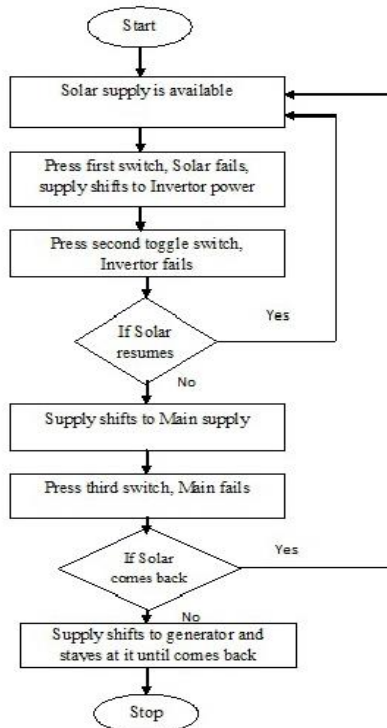 Start
Solar supply is available
Press first switch, Solar fails,
supply shifts to Invertor power
Press second toggle switch,
Invertor fails
If Solar
resumes
Yes
No
Supply shifts to Main supply
Press third switch, Main fails
If Solar
comes back
Yes
No
Supply shifts to generator and
stayes at it until comes back
Stop